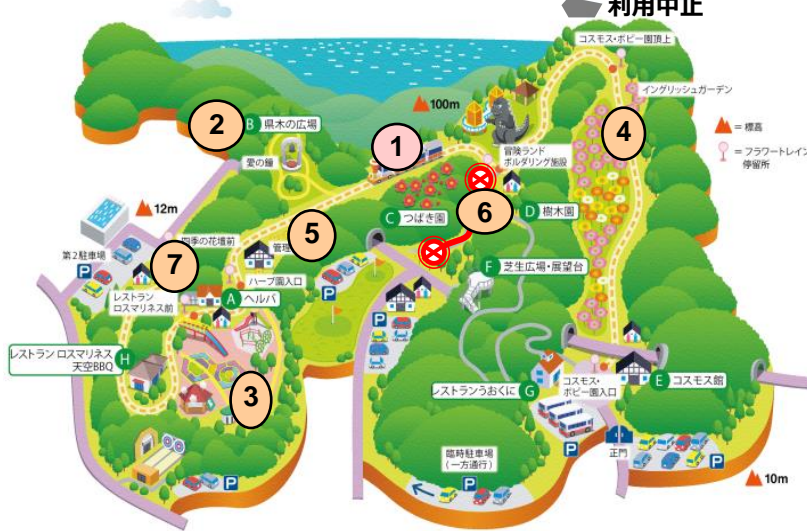 利用中止
コスモス・ポピー園頂上
イングリッシュガーデン
100m
2
B 県木の広場
1
4
= 標高
= フラワートレイン
停留所
冒険ランド
ボルダリング施設
愛の鐘
12m
C つばき園
6
D 樹木園
四季の花壇前
5
管理
第2駐車場
P
7
ハーブ園入口
F 芝生広場・展望台
レストラン
ロスマリネス前
A ヘルバ
P
P
レストラン ロスマリネス
天空BBQ
H
3
レストランうおくに
G
コスモス・
ポピー園入口
E コスモス館
臨時駐車場
(一方通行)
P
正門
P
P
P
10m